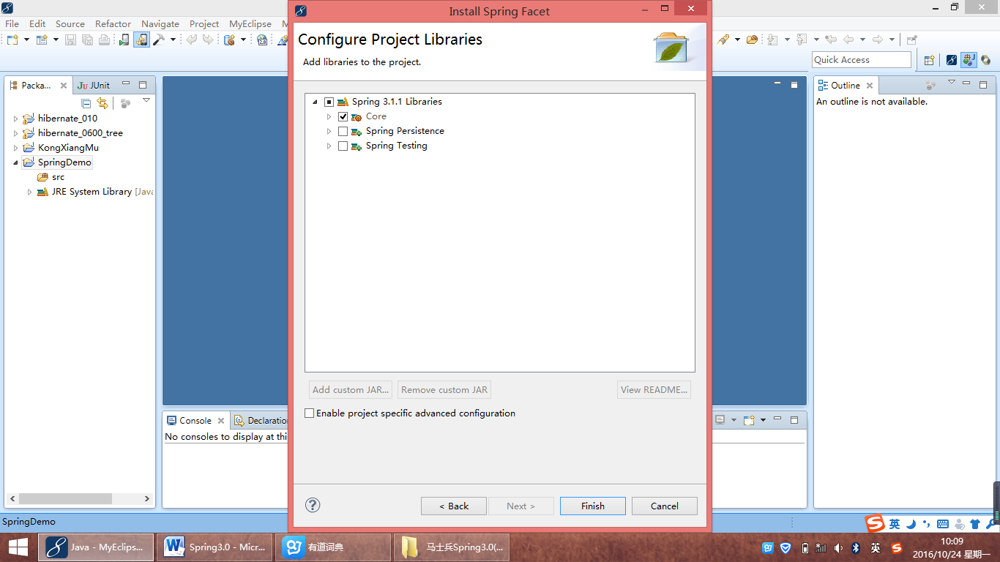 Install Spring Facet
File Edit Source Refactor Navigate Project MyEclipse
Quick Access
Packa...
JUnit
hibernate_010
hibernate_0600_tree
KongXiangMu
SpringDemo
src
JRE System Library [Java
Configure Project Libraries
Add libraries to the project.
Spring 3.1.1 Libraries
Core
Spring Persistence
Spring Testing
Add custom JAR... Remove custom JAR View README...
Enable project specific advanced configuration
< Back Next > Finish Cancel
Outline
An outline is not available.
Console Declaration
No consoles to display at this
SpringDemo
英
Java - MyEclips...
Spring3.0 - Micr...
有道词典
马士兵Spring3.0(...
英
10:09
2016/10/24 星期一